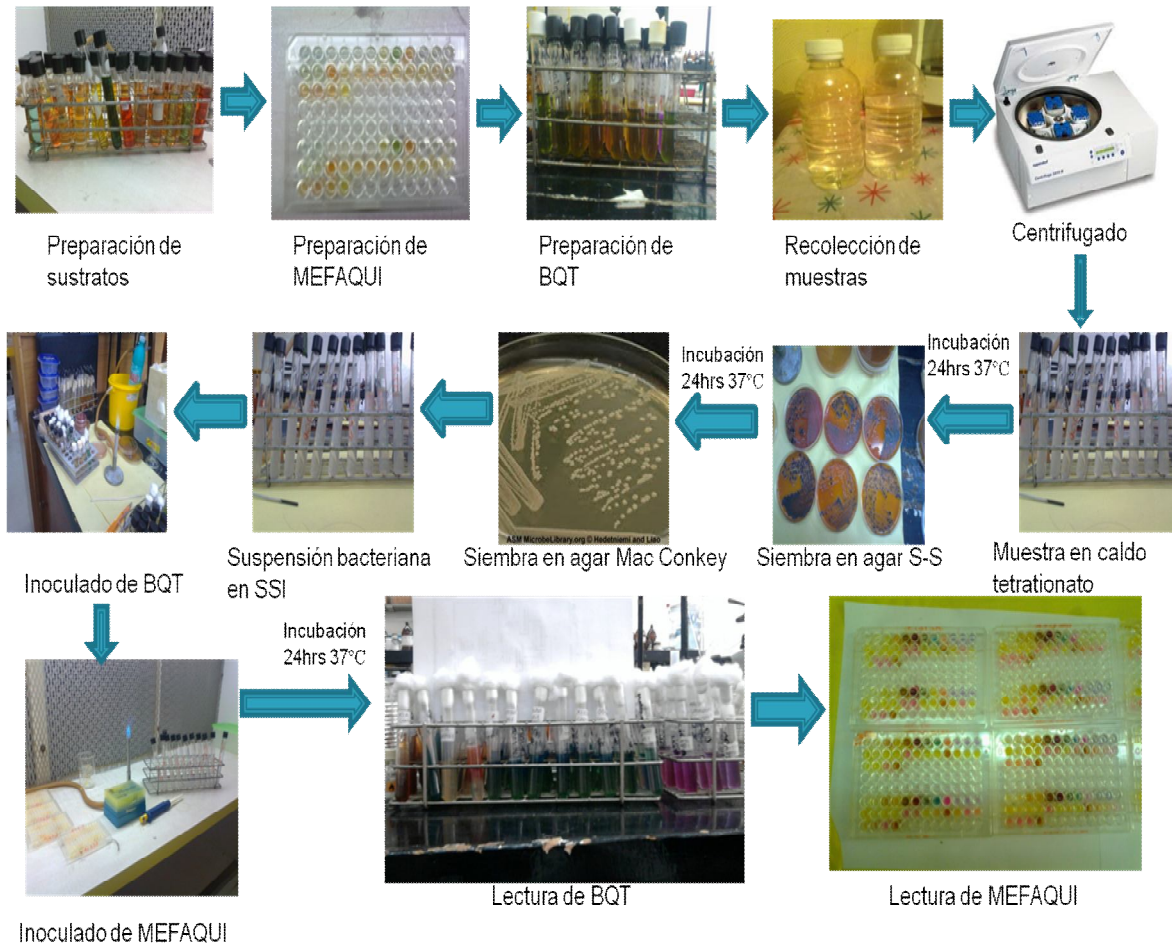 Preparación de
sustratos
Preparación de
MEFAQUI
Preparación de
BQT
Recolección de
muestras
Centrifugado
Incubación
24hrs 37°C
Incubación
24hrs 37°C
ASM MicrobeLibrary.org © Hedetniemi and Liao
Inoculado de BQT
Suspensión bacteriana
en SSI
Siembra en agar Mac Conkey
Siembra en agar S-S
Muestra en caldo
tetrationato
Incubación
24hrs 37°C
Inoculado de MEFAQUI
Lectura de BQT
Lectura de MEFAQUI